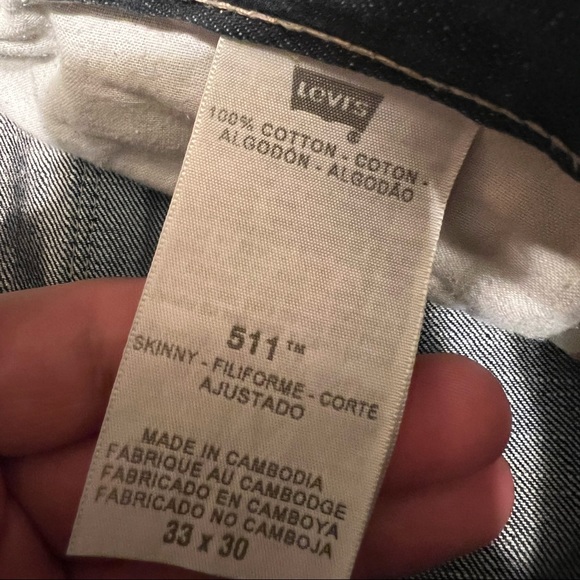 LEVI'S
®
100% COTTON - COTON -
ALGODÓN - ALGODÃO
511™
SKINNY - FILIFORME - CORTE
AJUSTADO
MADE IN CAMBODIA
FABRIQUE AU CAMBODGE
FABRICADO EN CAMBOYA
FABRICADO NO CAMBOJA
33 x 30